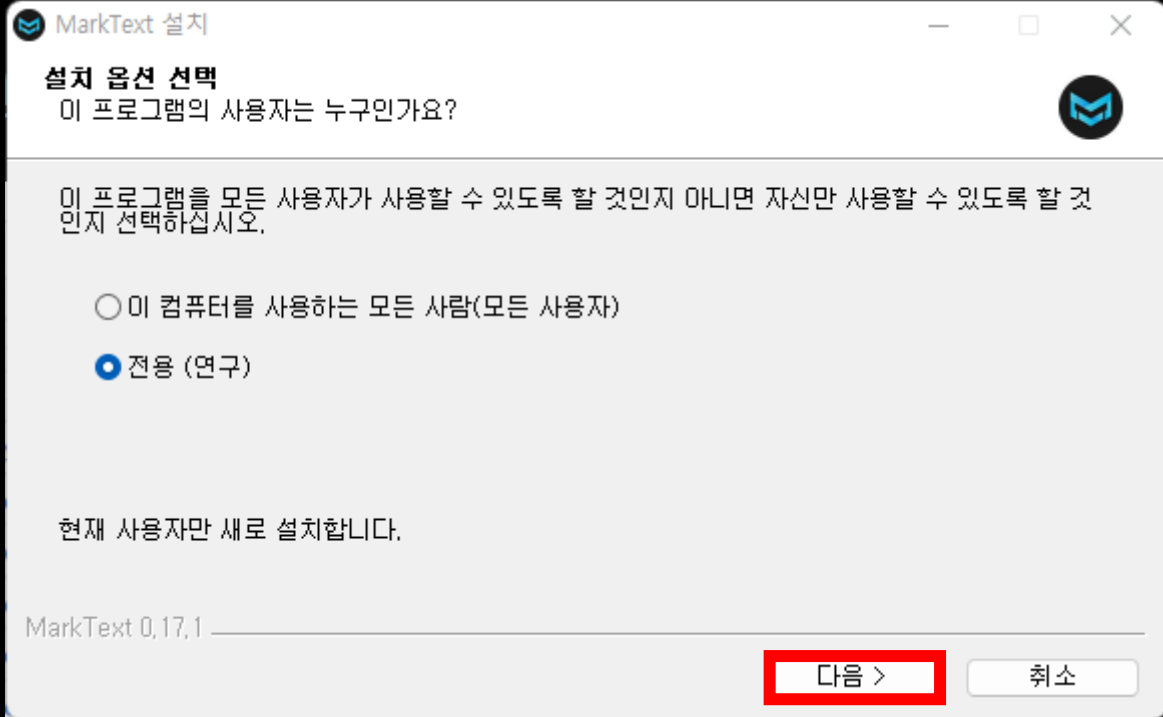 MarkText 설치
설치 옵션 선택
이 프로그램의 사용자는 누구인가요?
이 프로그램을 모든 사용자가 사용할 수 있도록 할 것인지 아니면 자신만 사용할 수 있도록 할 것
인지 선택하십시오.
이 컴퓨터를 사용하는 모든 사람(모든 사용자)
전용 (연구)
현재 사용자만 새로 설치합니다.
MarkText 0.17.1
다음 >
취소